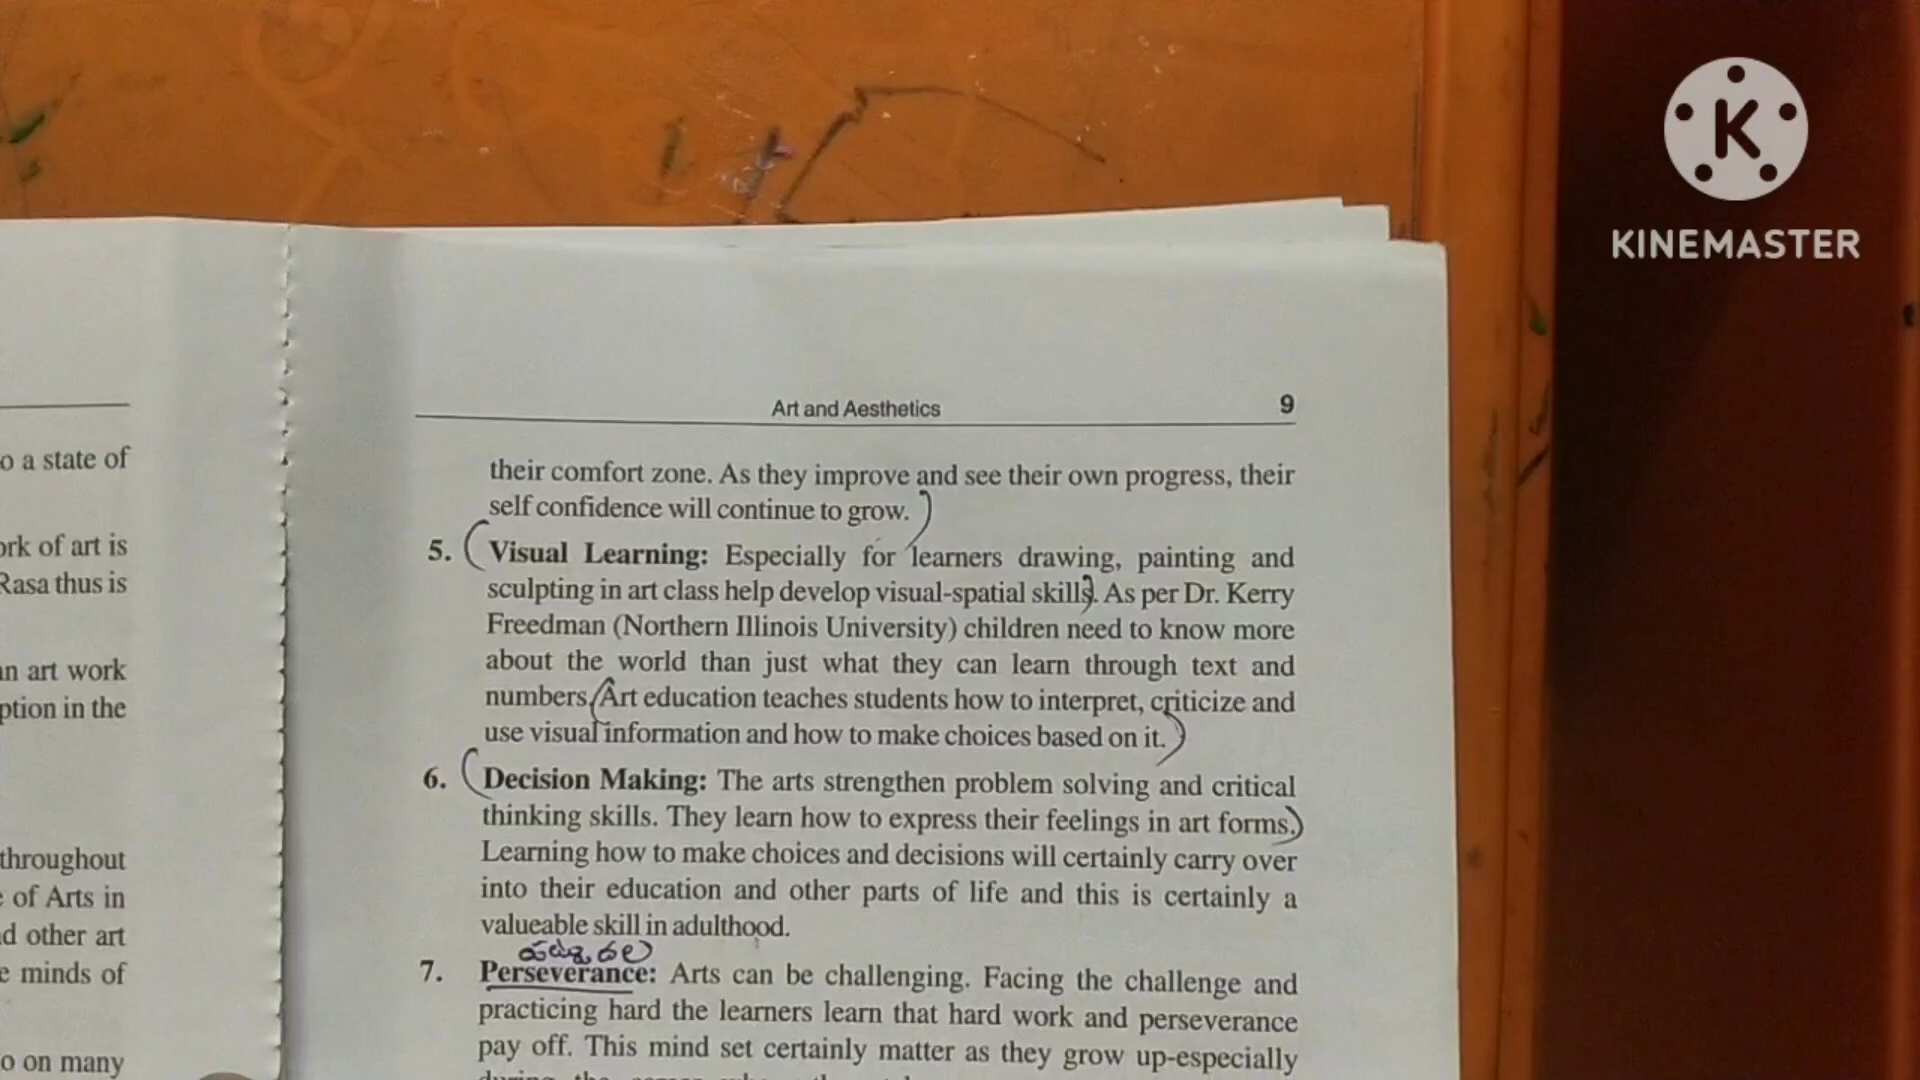 K
KINEMASTER
o a state of
ork of art is
Rasa thus is
an art work
ption in the
throughout
e of Arts in
d other art
e minds of
o on many
Art and Aesthetics 9
their comfort zone. As they improve and see their own progress, their
self confidence will continue to grow.
5. Visual Learning: Especially for learners drawing, painting and
sculpting in art class help develop visual-spatial skills. As per Dr. Kerry
Freedman (Northern Illinois University) children need to know more
about the world than just what they can learn through text and
numbers. Art education teaches students how to interpret, criticize and
use visual information and how to make choices based on it.
6. Decision Making: The arts strengthen problem solving and critical
thinking skills. They learn how to express their feelings in art forms.
Learning how to make choices and decisions will certainly carry over
into their education and other parts of life and this is certainly a
valueable skill in adulthood.
7. Perseverance: Arts can be challenging. Facing the challenge and
practicing hard the learners learn that hard work and perseverance
pay off. This mind set certainly matter as they grow up-especially